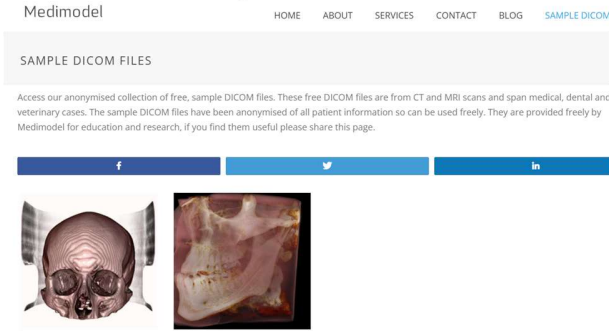 Medimodel
HOME ABOUT SERVICES CONTACT BLOG SAMPLE DICOM
SAMPLE DICOM FILES
Access our anonymised collection of free, sample DICOM files. These free DICOM files are from CT and MRI scans and span medical, dental and
veterinary cases. The sample DICOM files have been anonymised of all patient information so can be used freely. They are provided freely by
Medimodel for education and research, if you find them useful please share this page.
f
in